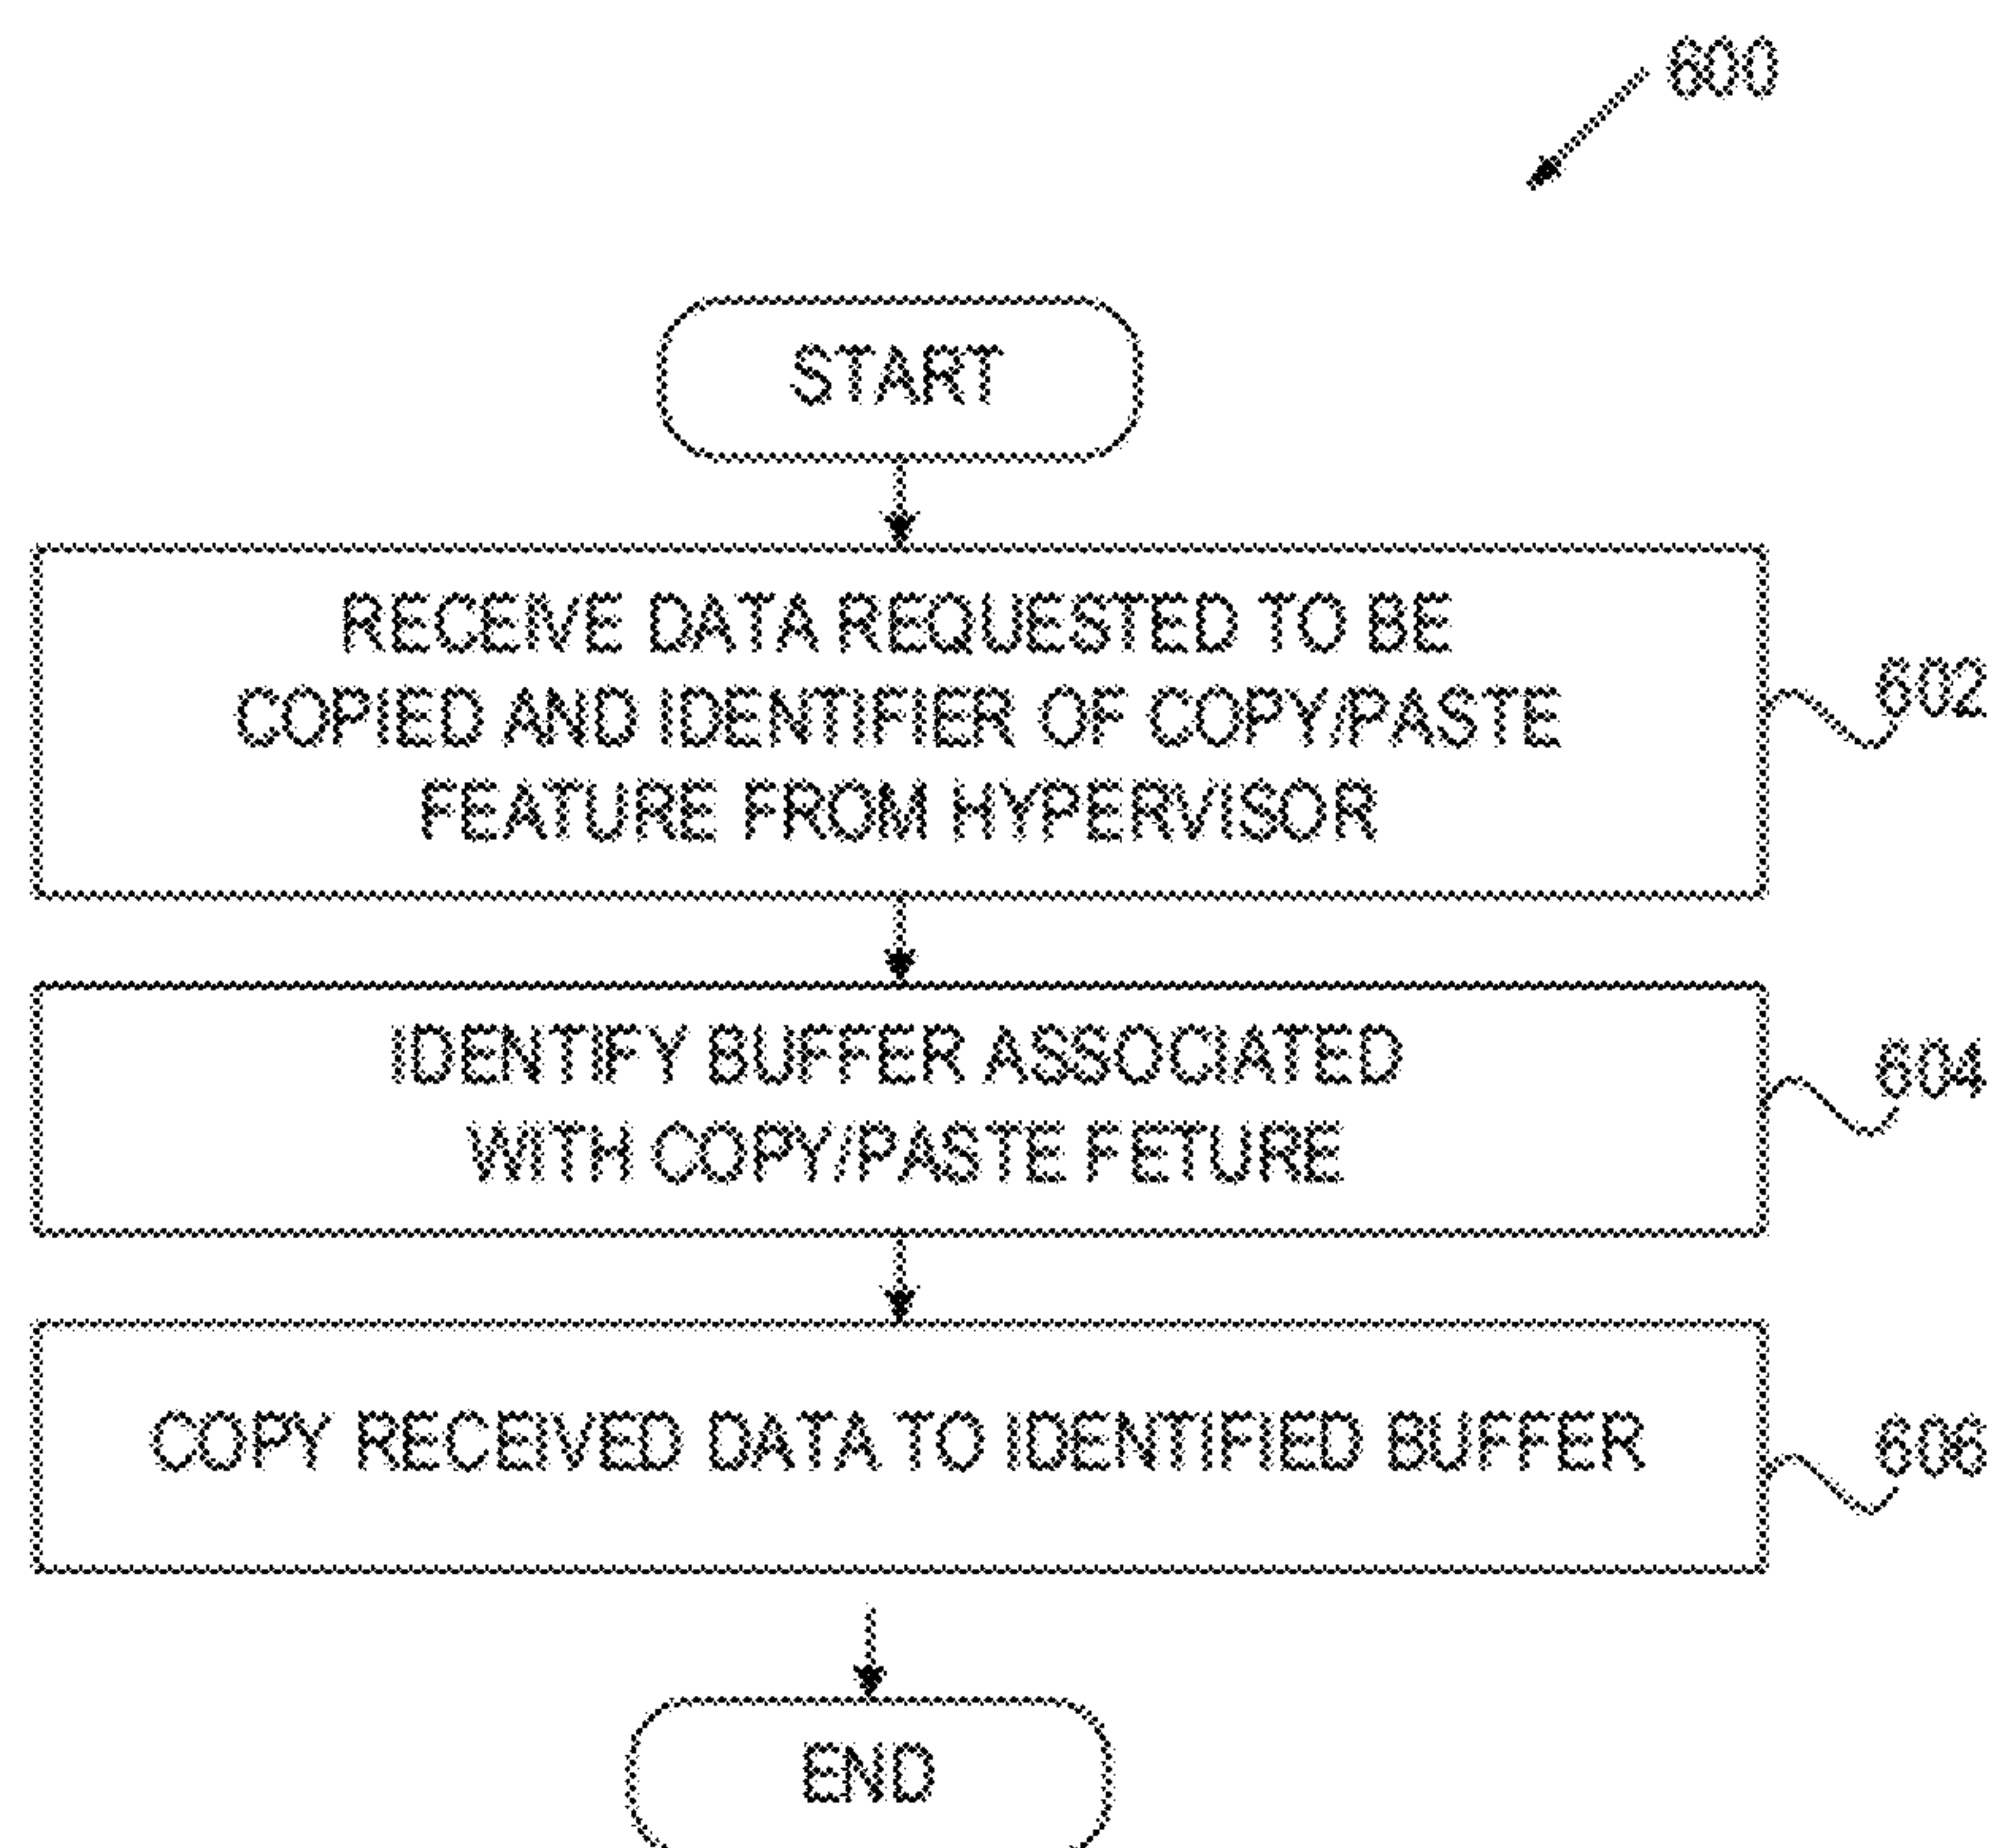 600
START
RECEIVE DATA REQUESTED TO BE
COPIED AND IDENTIFIER OF COPY/PASTE
FEATURE FROM HYPERVISOR
602
IDENTIFY BUFFER ASSOCIATED
WITH COPY/PASTE FETURE
604
COPY RECEIVED DATA TO IDENTIFIED BUFFER
606
END